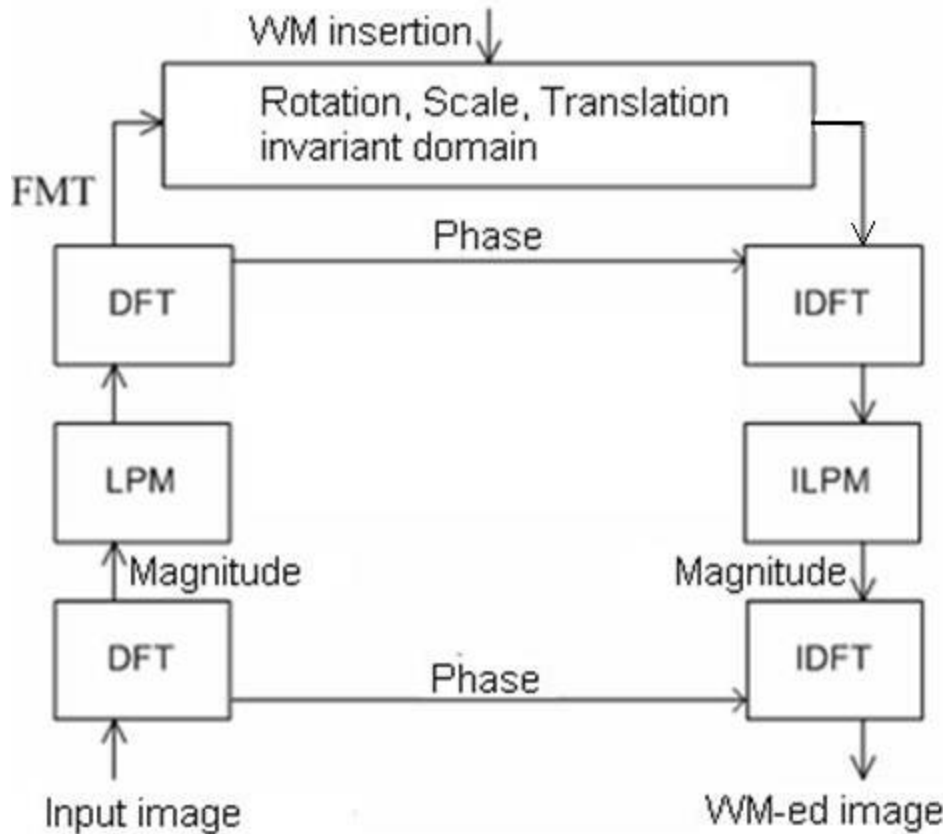 WM insertion
Rotation, Scale, Translation
invariant domain
FMT
Phase
DFT
IDFT
LPM
ILPM
Magnitude
Magnitude
DFT
IDFT
Phase
Input image
WM-ed image